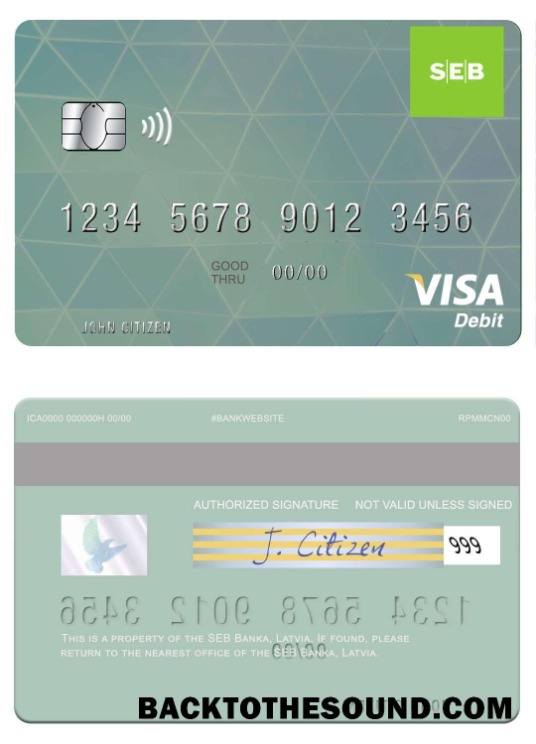 S|E|B
1234 5678 9012 3456
GOOD THRU 00/00
VISA
Debit
JOHN CITIZEN
ICA0000 000000H 00/00 #BANKWEBSITE RPMMCN00
AUTHORIZED SIGNATURE NOT VALID UNLESS SIGNED
J. Citizen 999
1234 5678 9012 3456
THIS IS A PROPERTY OF THE SEB BANKA, LATVIA. IF FOUND, PLEASE
RETURN TO THE NEAREST OFFICE OF THE SEB BANKA, LATVIA.
00/00
BACKTOTHESOUND.COM